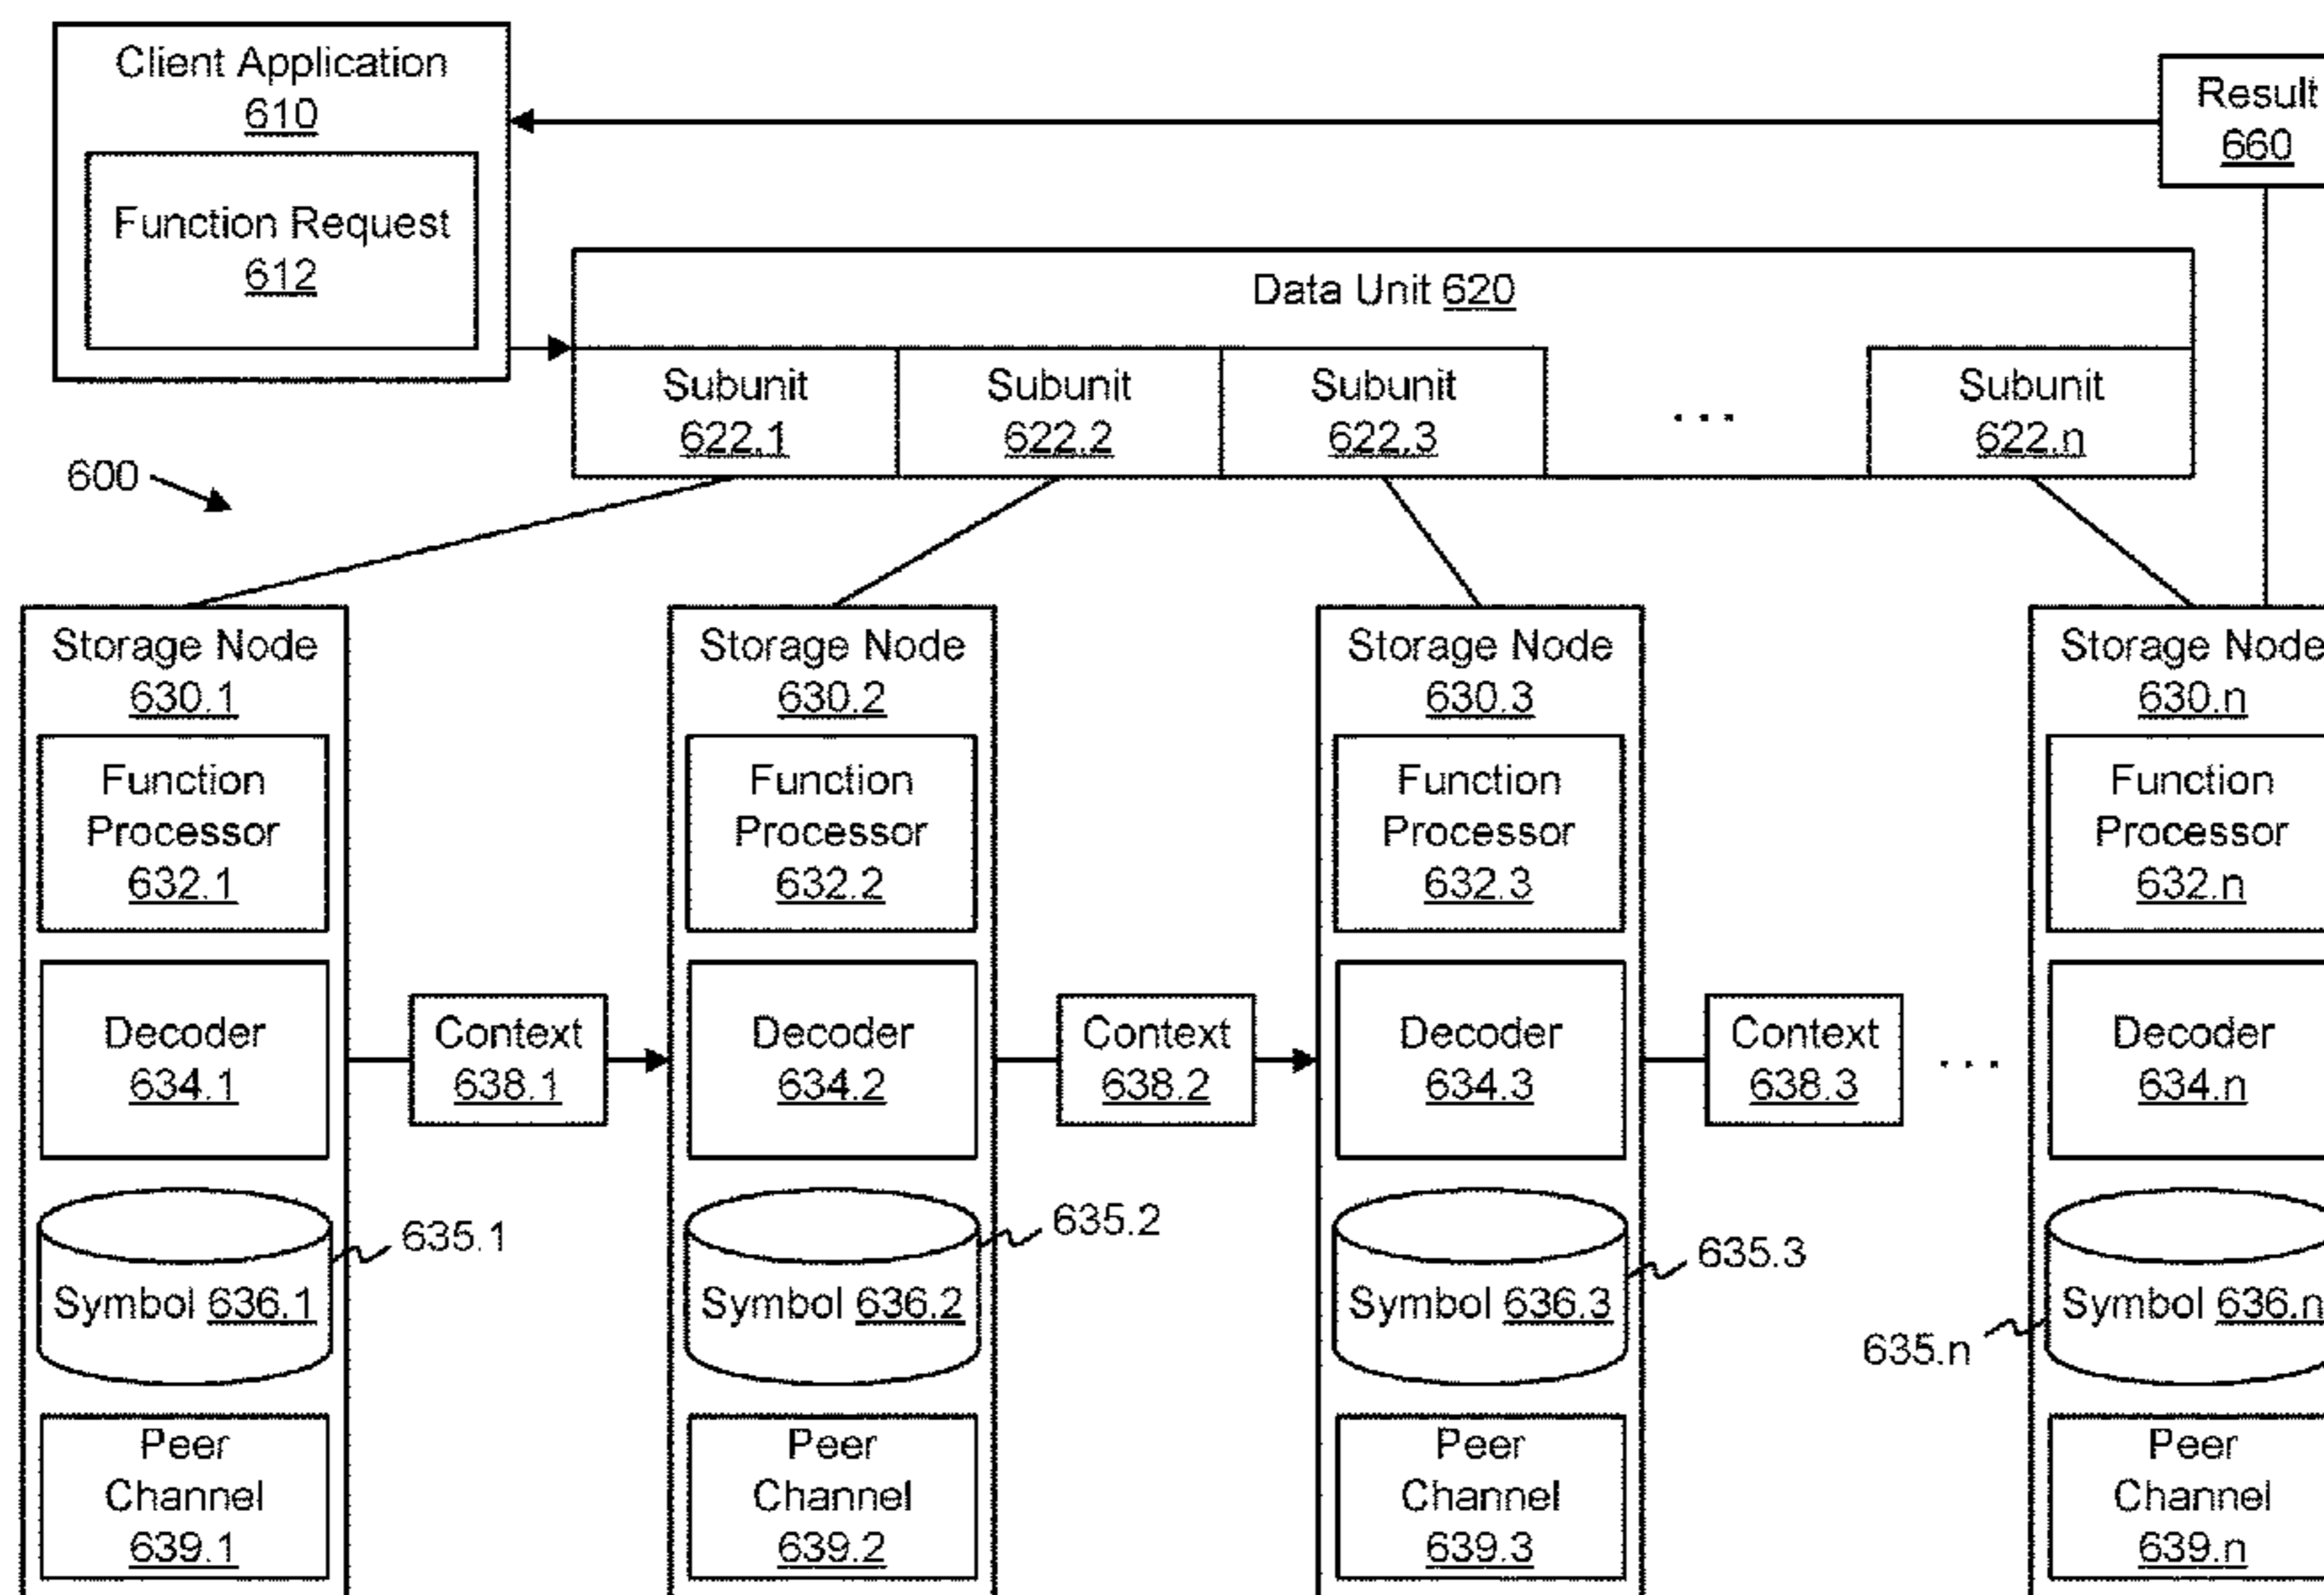 Client Application
610
Function Request
612
Result
660
Data Unit 620
Subunit
622.1
Subunit
622.2
Subunit
622.3
...
Subunit
622.n
600
Storage Node
630.1
Function
Processor
632.1
Decoder
634.1
Symbol 636.1
635.1
Peer
Channel
639.1
Context
638.1
Storage Node
630.2
Function
Processor
632.2
Decoder
634.2
Symbol 636.2
635.2
Peer
Channel
639.2
Context
638.2
Storage Node
630.3
Function
Processor
632.3
Decoder
634.3
Symbol 636.3
635.3
Peer
Channel
639.3
Context
638.3
...
Storage Node
630.n
Function
Processor
632.n
Decoder
634.n
Symbol 636.n
635.n
Peer
Channel
639.n